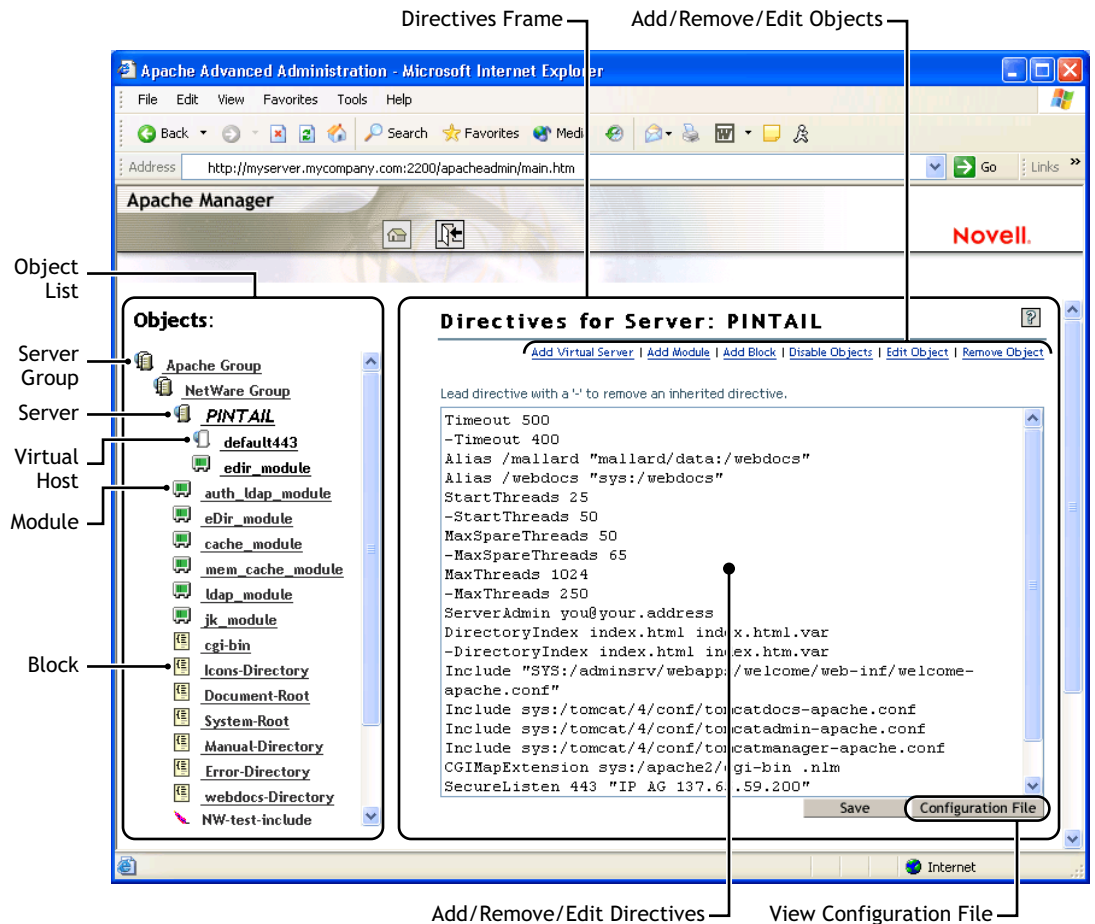 Directives Frame
Add/Remove/Edit Objects
Apache Advanced Administration - Microsoft Internet Explorer
File Edit View Favorites Tools Help
Back Search Favorites Media
Address http://myserver.mycompany.com:2200/apacheadmin/main.htm Go Links »
Apache Manager
Novell.
Object
List
Server
Group
Server
Virtual
Host
Module
Block
Objects:
Apache Group
NetWare Group
PINTAIL
default443
edir_module
auth_ldap_module
eDir_module
cache_module
mem_cache_module
ldap_module
jk_module
cgi-bin
Icons-Directory
Document-Root
System-Root
Manual-Directory
Error-Directory
webdocs-Directory
NW-test-include
Directives for Server: PINTAIL
?
Add Virtual Server | Add Module | Add Block | Disable Objects | Edit Object | Remove Object
Lead directive with a '-' to remove an inherited directive.
Timeout 500
-Timeout 400
Alias /mallard "mallard/data:/webdocs"
Alias /webdocs "sys:/webdocs"
StartThreads 25
-StartThreads 50
MaxSpareThreads 50
-MaxSpareThreads 65
MaxThreads 1024
-MaxThreads 250
ServerAdmin you@your.address
DirectoryIndex index.html index.html.var
-DirectoryIndex index.html index.html.var
Include "SYS:/adminsrv/webapps/welcome/web-inf/welcome-
apache.conf"
Include sys:/tomcat/4/conf/tomcatdocs-apache.conf
Include sys:/tomcat/4/conf/tomcatadmin-apache.conf
Include sys:/tomcat/4/conf/tomcatmanager-apache.conf
CGIMapExtension sys:/apache2/cgi-bin .nlm
SecureListen 443 "IP AG
Save
Configuration File
Internet
Add/Remove/Edit Directives
View Configuration File